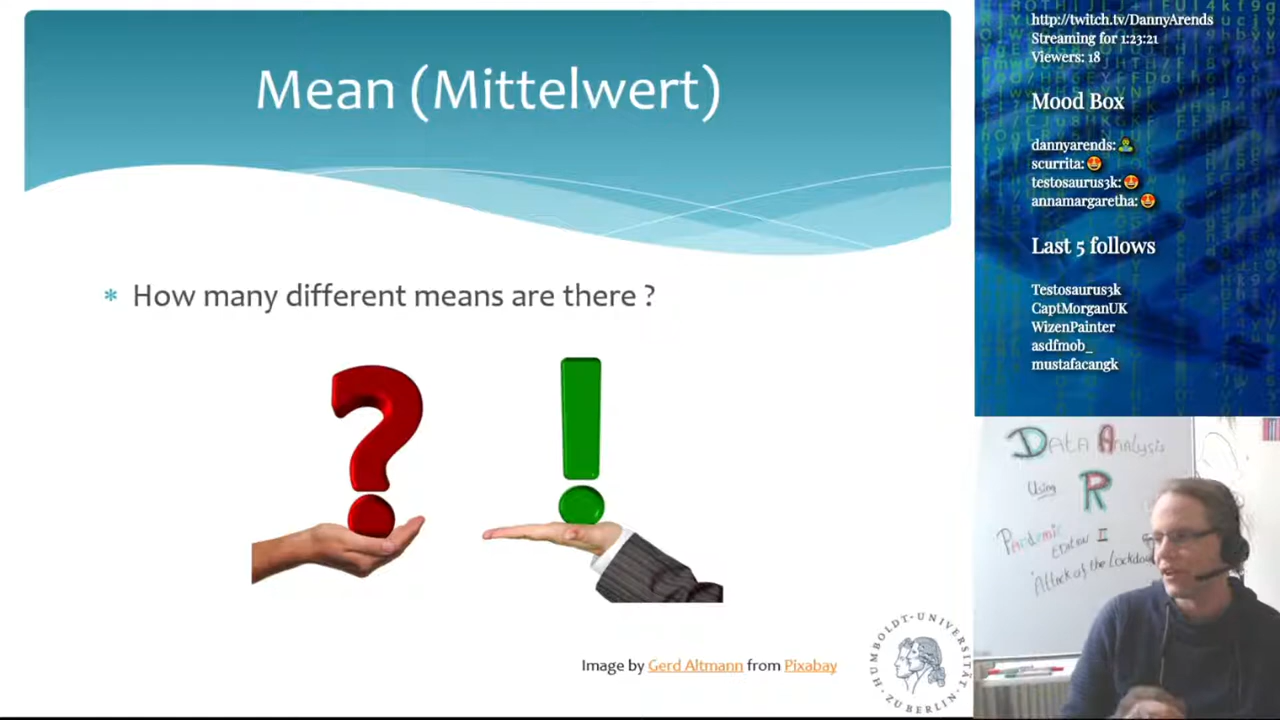 Mean (Mittelwert)
How many different means are there ?
Image by Gerd Altmann from Pixabay
HUMBOLDT-UNIVERSITÄT ZU BERLIN
http://twitch.tv/DannyArends
Streaming for 1:23:21
Viewers: 18
Mood Box
dannyarends:
scurrita:
testosaurus3k:
annamargaretha:
Last 5 follows
Testosaurus3k
CaptMorganUK
WizenPainter
asdfmob_
mustafacangk
Data Analysis
Using R
Pandemic
Edition II
'Attack of the Lockdown